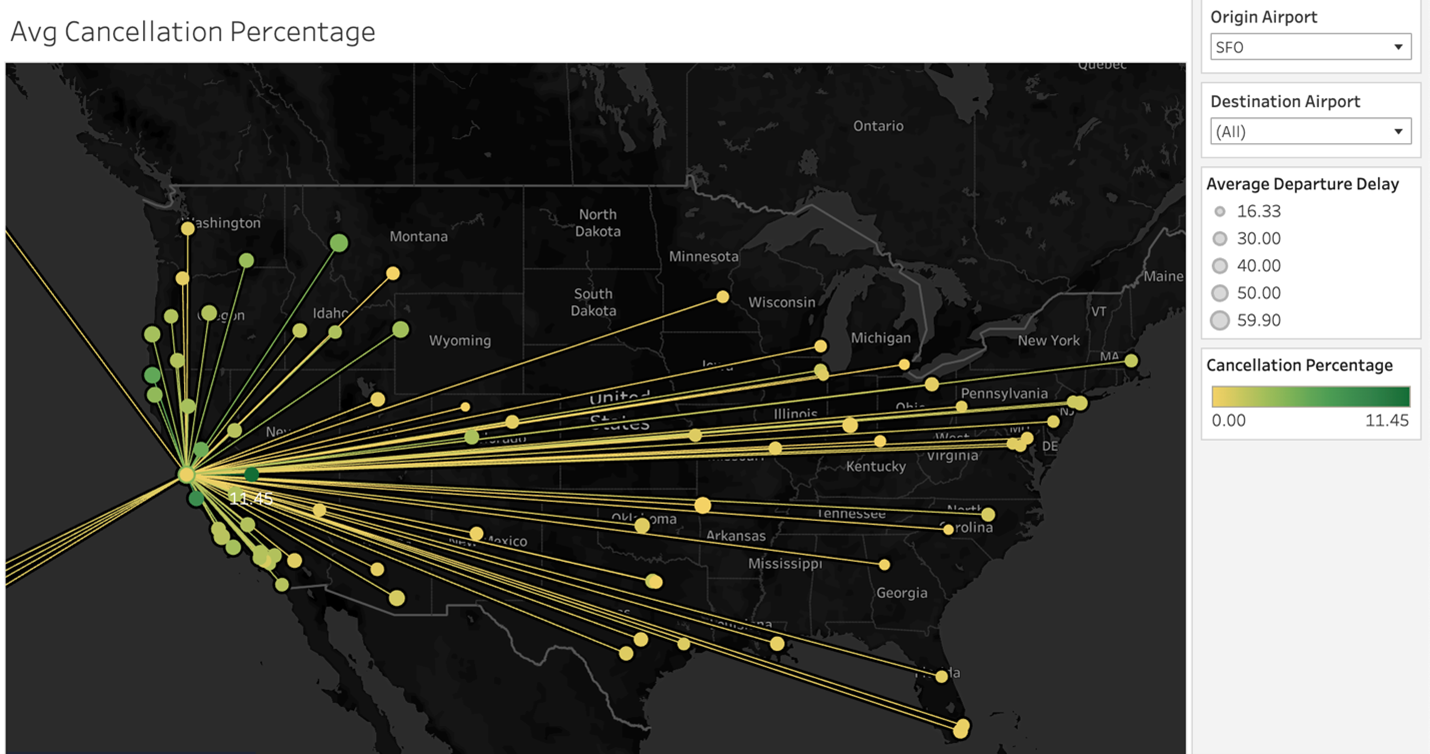 Avg Cancellation Percentage
Origin Airport
SFO
Destination Airport
(All)
Average Departure Delay
16.33
30.00
40.00
50.00
59.90
Cancellation Percentage
0.00
11.45
Quebec
Ontario
Washington
Montana
North
Dakota
Minnesota
Maine
South
Dakota
Wisconsin
Idaho
VT
Wyoming
Michigan
New York
MA
United
States
Pennsylvania
Illinois
NJ
DE
West
Virginia
Kentucky
11.45
Oklahoma
Tennessee
North
Carolina
Arkansas
New Mexico
Mississippi
Georgia
Louisiana
Florida